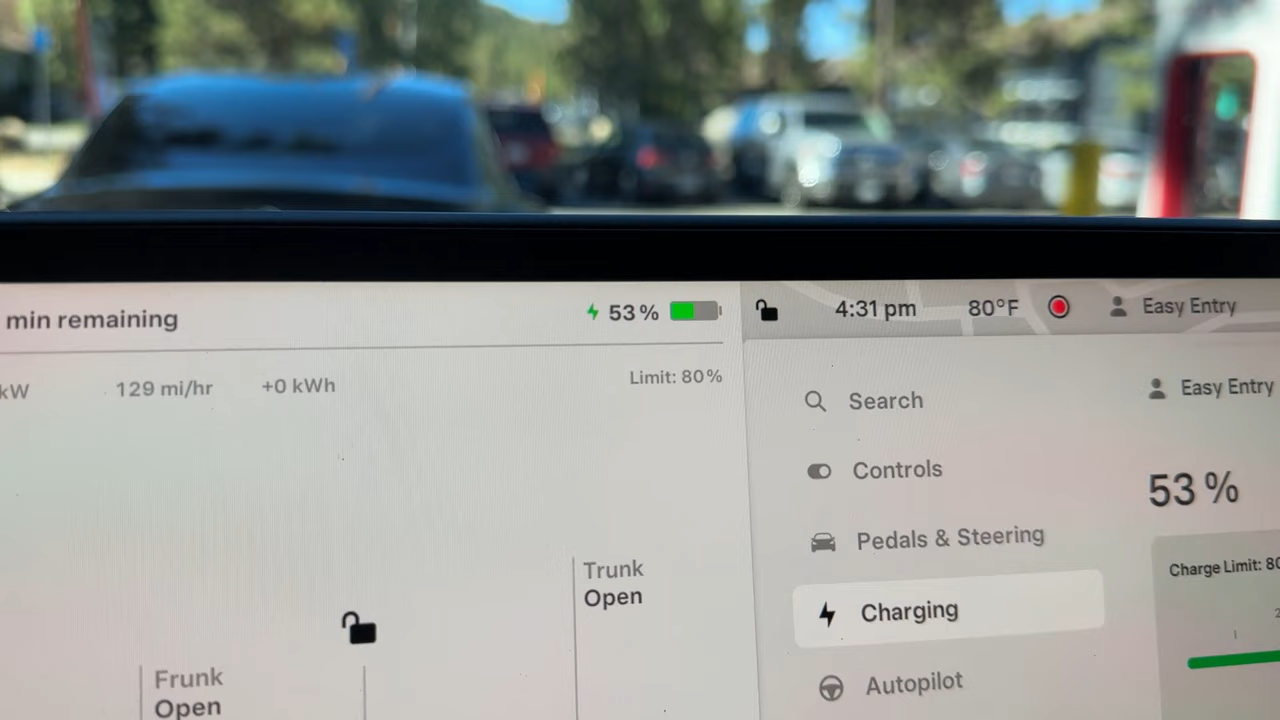 min remaining
53%
4:31 pm
80°F
Easy Entry
kW
129 mi/hr
+0 kWh
Limit: 80%
Trunk
Open
Frunk
Open
Search
Controls
Pedals & Steering
Charging
Autopilot
Easy Entry
53 %
Charge Limit: 80
2